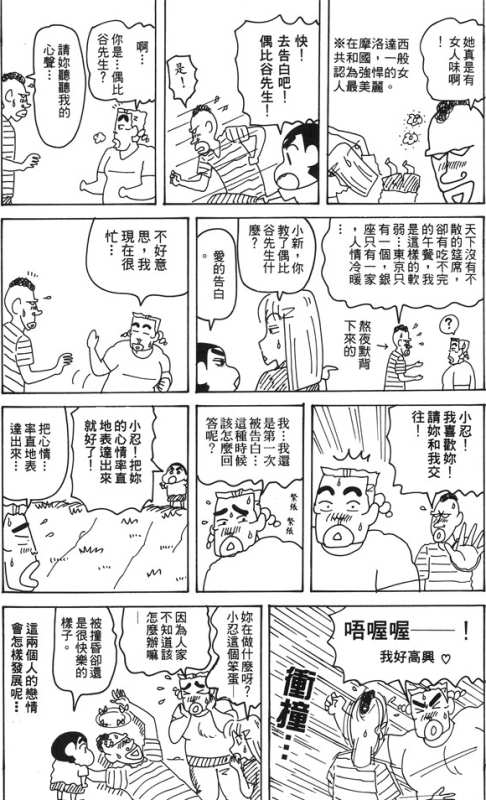 她真是有
女人味啊
！
西般女
達一的。
洛，悍
摩國強美麗
在和為最
※共認人
快！
去告白吧！
偶比谷先生！
是！
啊…
你是…偶比
谷先生？
請妳聽聽我的
心聲…
天下沒有不
散的筵席，
卻有吃不完
的午餐，我
是這樣的軟
弱…東京只
有一個，銀
座只有一家
，人情冷暖
…
？
熬夜默背
下來的
小新，你
教了偶比
谷先生什
麼？
愛的告白
。
不好意
思，我
現在很
忙…
小忍！
我喜歡妳！
請妳和我交
往！
我…我還
是第一次
被告白…
這種時候
該怎麼回
答呢？
緊張
緊張
小忍！把妳
的心情率直
地表達出來
就好了！
把心情…
率直地表
達出來…
唔喔喔——！
我好高興♡
衝撞…
妳在做什麼呀？
小忍這個笨蛋—
因為人家
不知道該
怎麼辦嘛
—
被撞昏卻還
是很快樂的
樣子。
這兩個人的戀情
會怎樣發展呢…